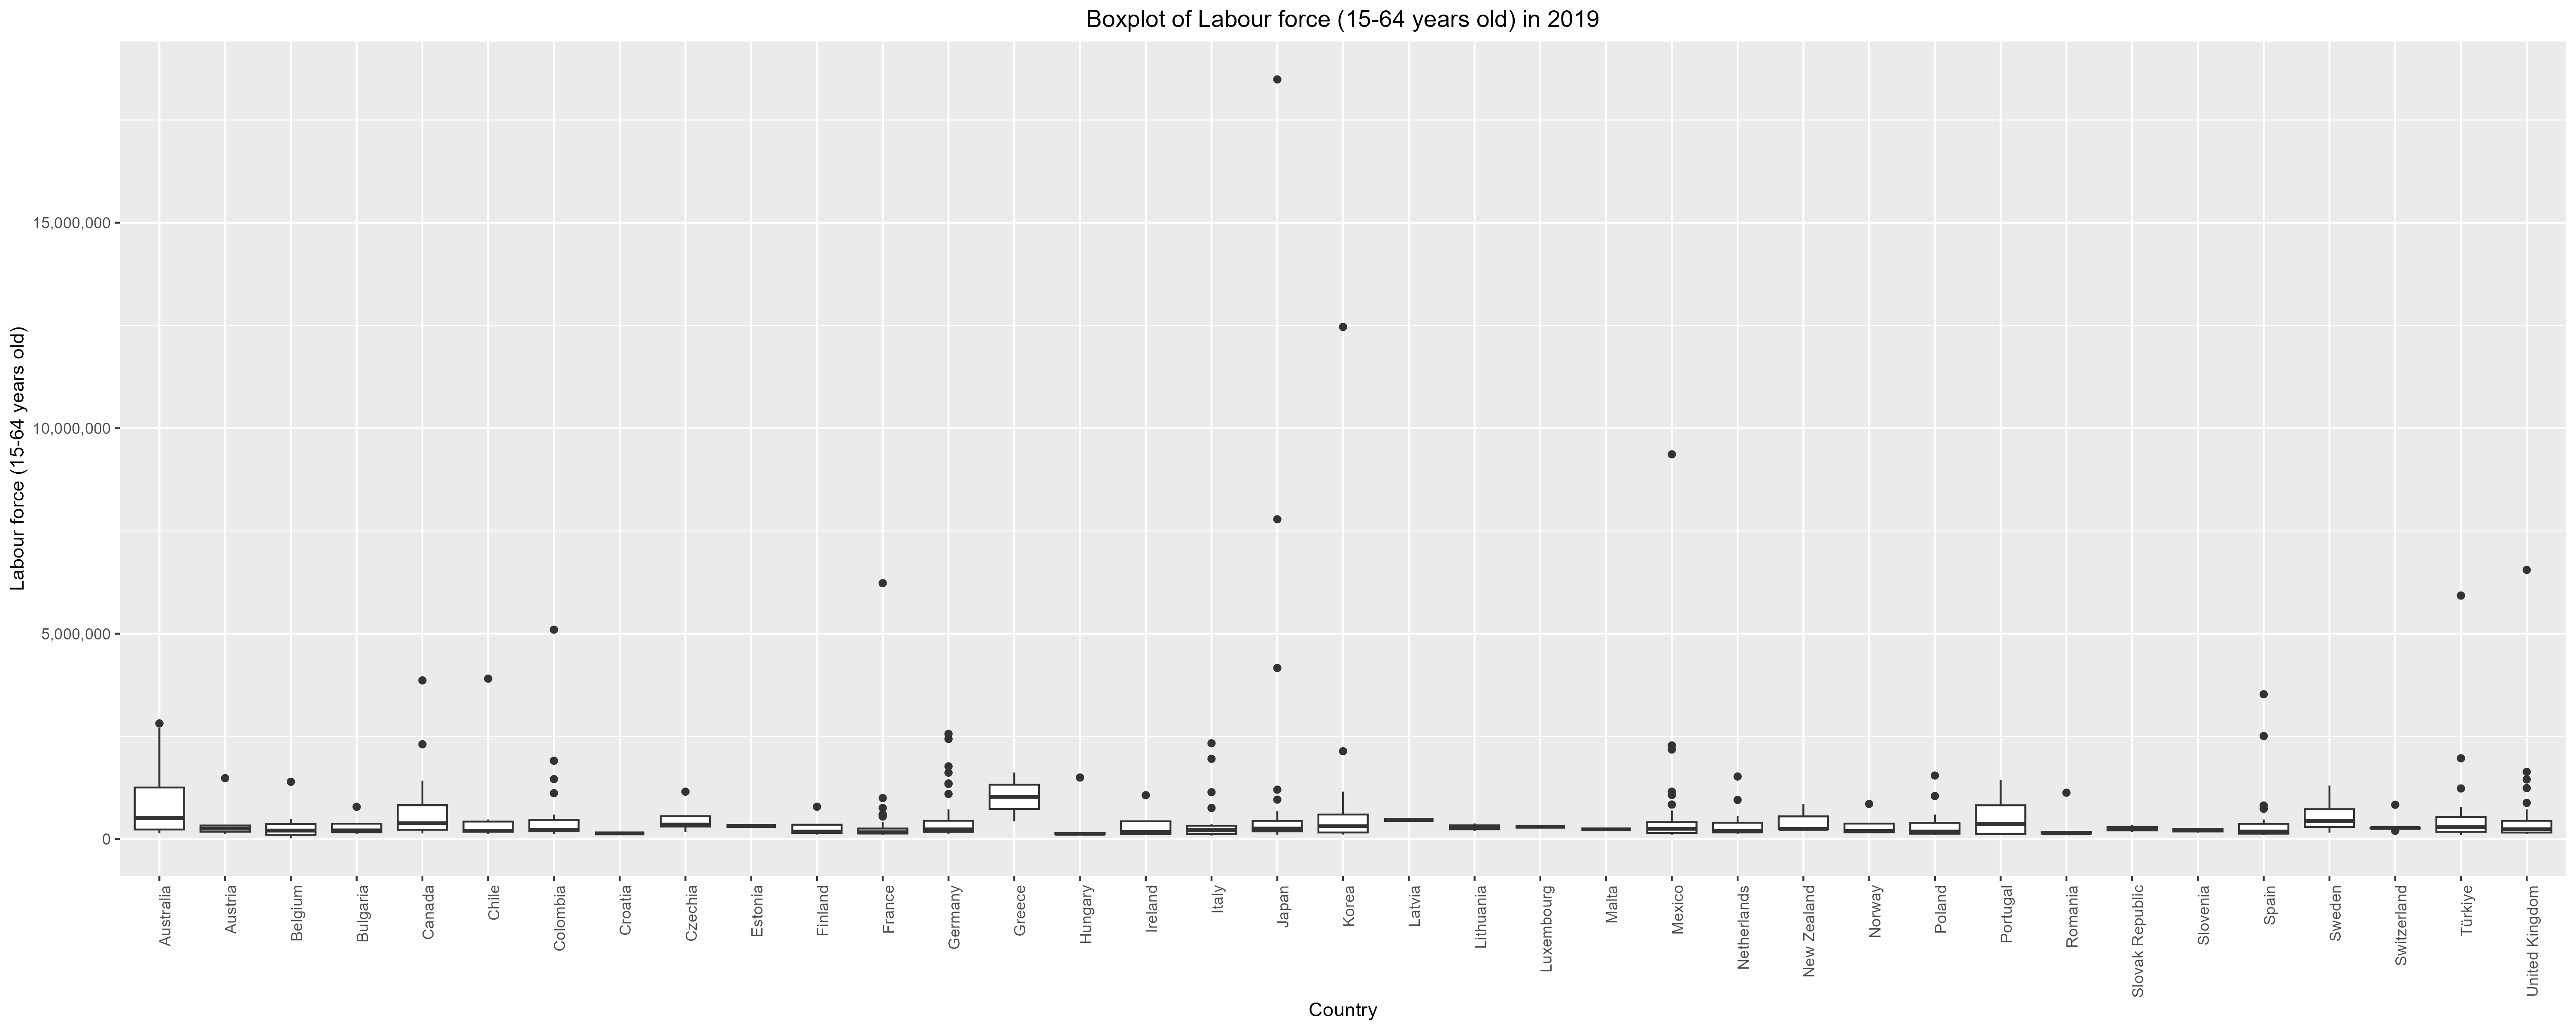 Boxplot of Labour force (15-64 years old) in 2019
Labour force (15-64 years old)
15,000,000
10,000,000
5,000,000
0
Australia
Austria
Belgium
Bulgaria
Canada
Chile
Colombia
Croatia
Czechia
Estonia
Finland
France
Germany
Greece
Hungary
Ireland
Italy
Japan
Korea
Latvia
Lithuania
Luxembourg
Malta
Mexico
Netherlands
New Zealand
Norway
Poland
Portugal
Romania
Slovak Republic
Slovenia
Spain
Sweden
Switzerland
Türkiye
United Kingdom
Country